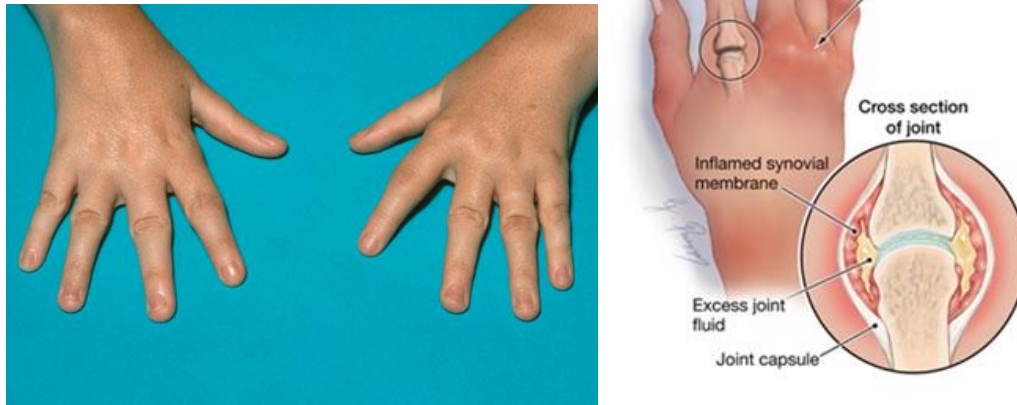 Cross section
of joint
Inflamed synovial
membrane
Excess joint
fluid
Joint capsule